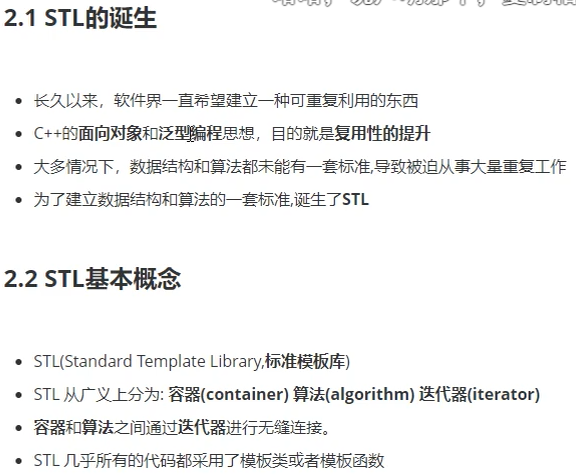 2.1 STL的诞生
长久以来，软件界一直希望建立一种可重复利用的东西
C++的面向对象和泛型编程思想，目的就是复用性的提升
大多情况下，数据结构和算法都未能有一套标准,导致被迫从事大量重复工作
为了建立数据结构和算法的一套标准,诞生了STL
2.2 STL基本概念
STL(Standard Template Library,标准模板库)
STL 从广义上分为: 容器(container) 算法(algorithm) 迭代器(iterator)
容器和算法之间通过迭代器进行无缝连接。
STL 几乎所有的代码都采用了模板类或者模板函数